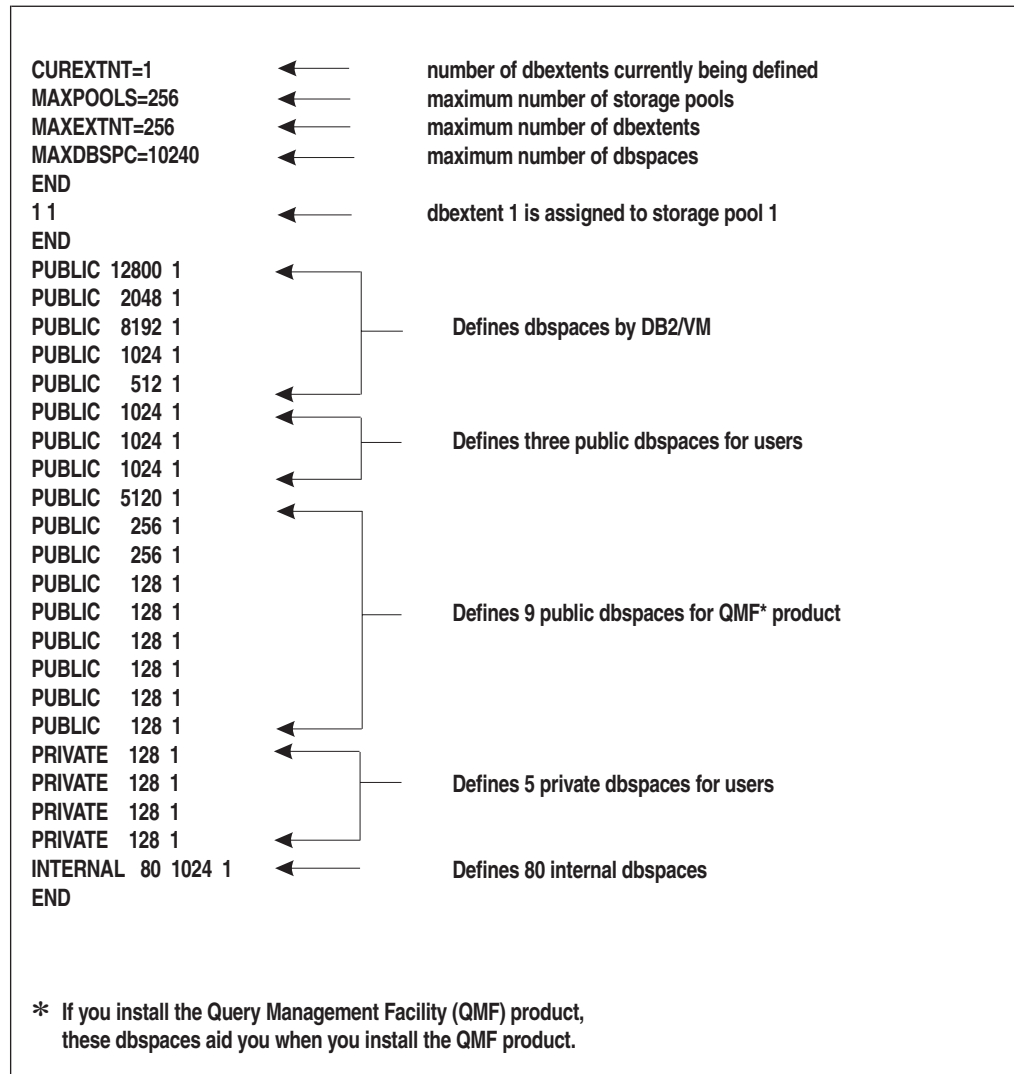 CUREXTNT=1 number of dbextents currently being defined
MAXPOOLS=256 maximum number of storage pools
MAXEXTNT=256 maximum number of dbextents
MAXDBSPC=10240 maximum number of dbspaces
END
1 1 dbextent 1 is assigned to storage pool 1
END
PUBLIC 12800 1
PUBLIC 2048 1
PUBLIC 8192 1 Defines dbspaces by DB2/VM
PUBLIC 1024 1
PUBLIC 512 1
PUBLIC 1024 1
PUBLIC 1024 1 Defines three public dbspaces for users
PUBLIC 1024 1
PUBLIC 5120 1
PUBLIC 256 1
PUBLIC 256 1
PUBLIC 128 1
PUBLIC 128 1 Defines 9 public dbspaces for QMF* product
PUBLIC 128 1
PUBLIC 128 1
PUBLIC 128 1
PUBLIC 128 1
PRIVATE 128 1
PRIVATE 128 1 Defines 5 private dbspaces for users
PRIVATE 128 1
PRIVATE 128 1
INTERNAL 80 1024 1 Defines 80 internal dbspaces
END
* If you install the Query Management Facility (QMF) product,
these dbspaces aid you when you install the QMF product.